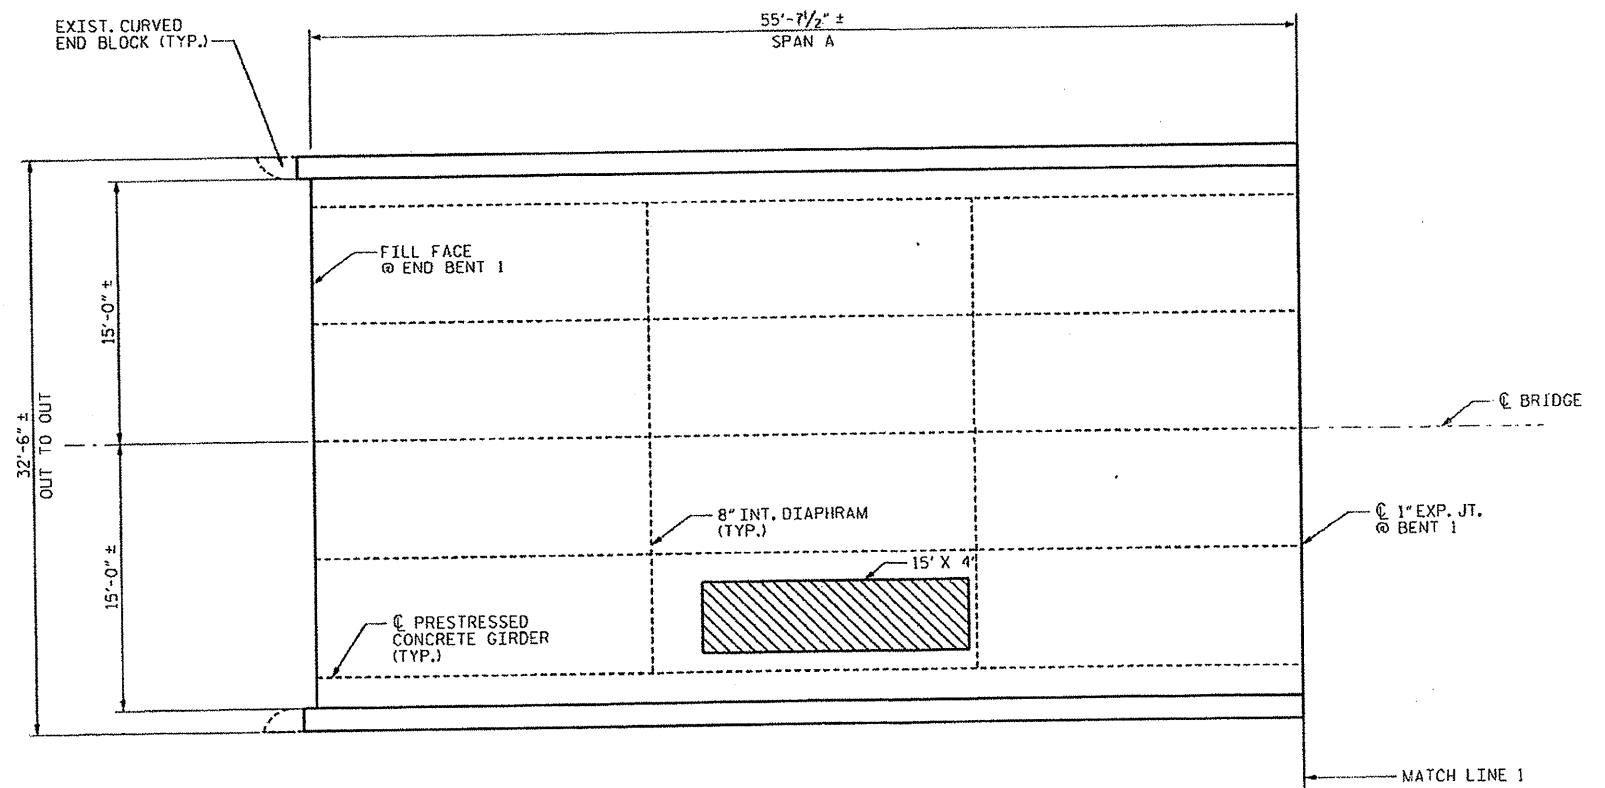 EXIST. CURVED
END BLOCK (TYP.)
55'-7½" ±
SPAN A
FILL FACE
@ END BENT 1
15'-0" ±
32'-6" ±
OUT TO OUT
℄ BRIDGE
8" INT. DIAPHRAM
(TYP.)
℄ 1" EXP. JT.
@ BENT 1
15' X 4'
15'-0" ±
℄ PRESTRESSED
CONCRETE GIRDER
(TYP.)
MATCH LINE 1